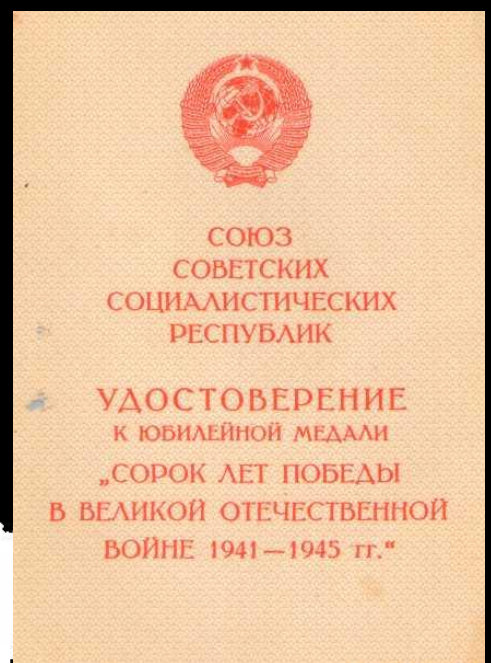 СОЮЗ
СОВЕТСКИХ
СОЦИАЛИСТИЧЕСКИХ
РЕСПУБЛИК
УДОСТОВЕРЕНИЕ
К ЮБИЛЕЙНОЙ МЕДАЛИ
„СОРОК ЛЕТ ПОБЕДЫ
В ВЕЛИКОЙ ОТЕЧЕСТВЕННОЙ
ВОЙНЕ 1941—1945 гг.“